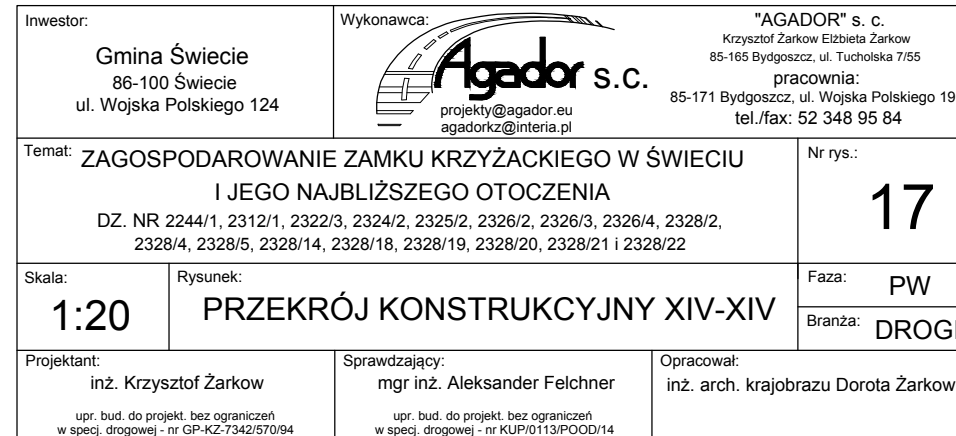 Inwestor:
Gmina Świecie
86-100 Świecie
ul. Wojska Polskiego 124
Wykonawca:
Agador s.c.
projekty@agador.eu
agadorkz@interia.pl
"AGADOR" s. c.
Krzysztof Żarkow Elżbieta Żarkow
85-165 Bydgoszcz, ul. Tucholska 7/55
pracownia:
85-171 Bydgoszcz, ul. Wojska Polskiego 19
tel./fax: 52 348 95 84
Temat: ZAGOSPODAROWANIE ZAMKU KRZYŻACKIEGO W ŚWIECIU
I JEGO NAJBLIŻSZEGO OTOCZENIA
DZ. NR 2244/1, 2312/1, 2322/3, 2324/2, 2325/2, 2326/2, 2326/3, 2326/4, 2328/2,
2328/4, 2328/5, 2328/14, 2328/18, 2328/19, 2328/20, 2328/21 i 2328/22
Nr rys.:
17
Skala:
1:20
Rysunek:
PRZEKRÓJ KONSTRUKCYJNY XIV-XIV
Faza: PW
Branża: DROGI
Projektant:
inż. Krzysztof Żarkow
upr. bud. do projekt. bez ograniczeń
w specj. drogowej - nr GP-KZ-7342/570/94
Sprawdzający:
mgr inż. Aleksander Felchner
upr. bud. do projekt. bez ograniczeń
w specj. drogowej - nr KUP/0113/POOD/14
Opracował:
inż. arch. krajobrazu Dorota Żarkow